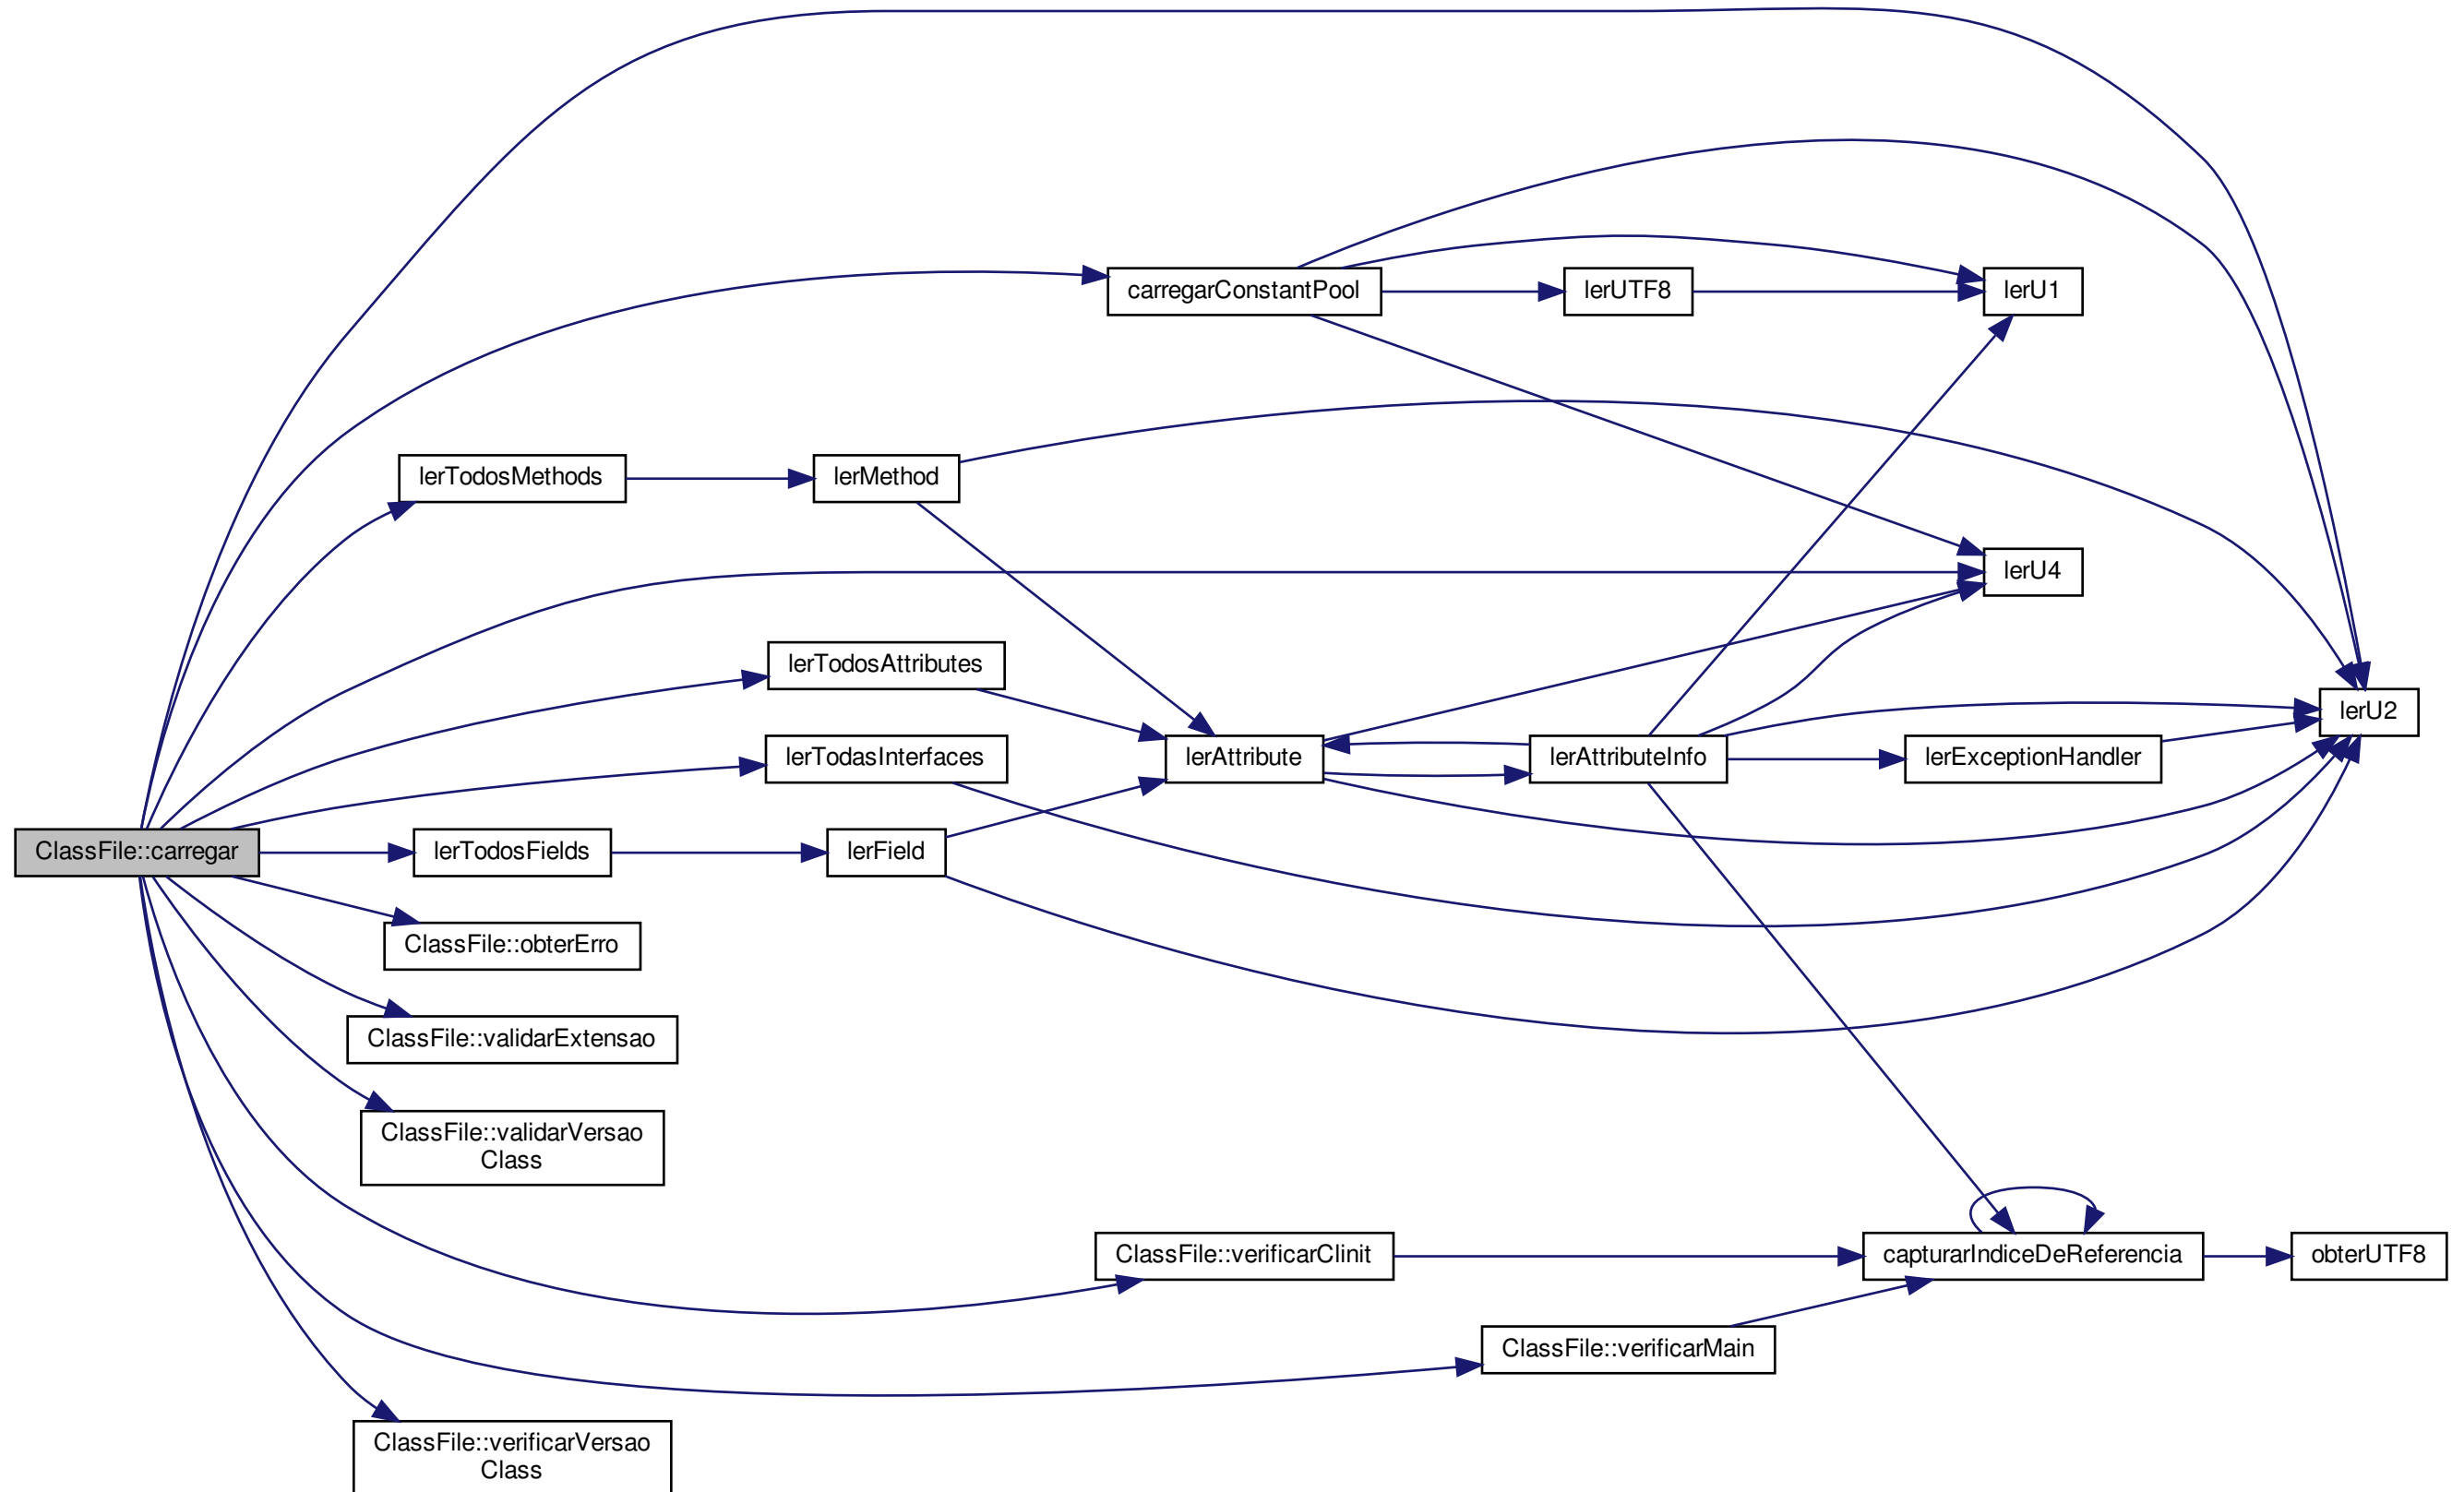 carregarConstantPool
lerUTF8
lerU1
lerTodosMethods
lerMethod
lerU4
lerTodosAttributes
lerU2
lerTodasInterfaces
lerAttribute
lerAttributeInfo
lerExceptionHandler
ClassFile::carregar
lerTodosFields
lerField
ClassFile::obterErro
ClassFile::validarExtensao
ClassFile::validarVersao
Class
ClassFile::verificarClinit
capturarIndiceDeReferencia
obterUTF8
ClassFile::verificarMain
ClassFile::verificarVersao
Class